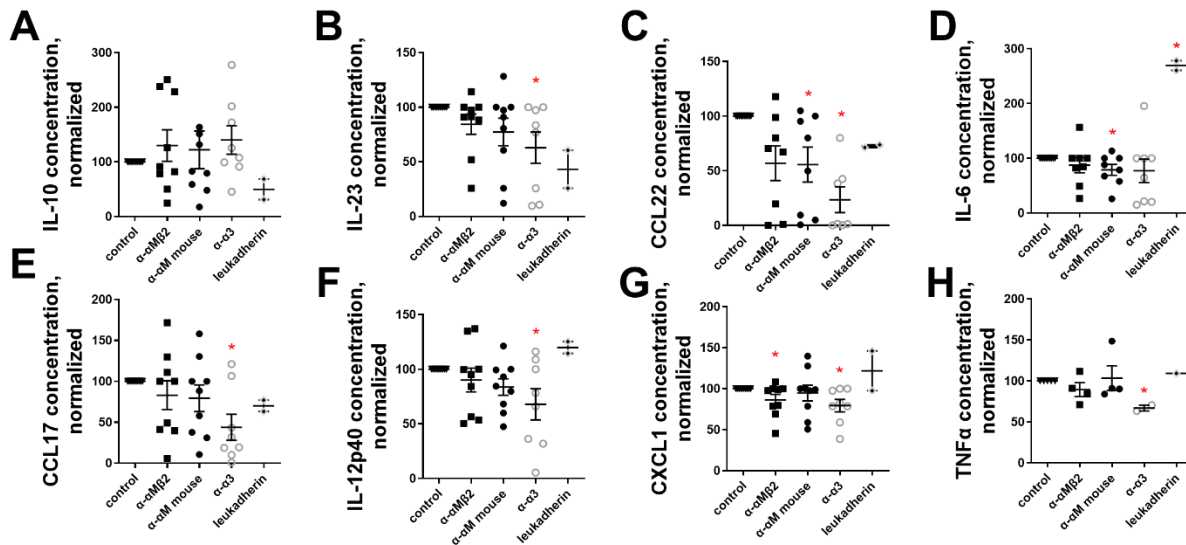 A
IL-10 concentration,
normalized
300
200
100
0
control
α-αMβ2
α-αM mouse
α-α3
leukadherin
B
IL-23 concentration,
normalized
150
100
50
0
*
control
α-αMβ2
α-αM mouse
α-α3
leukadherin
C
CCL22 concentration,
normalized
150
100
50
0
*
*
control
α-αMβ2
α-αM mouse
α-α3
leukadherin
D
IL-6 concentration,
normalized
300
200
100
0
*
*
control
α-αMβ2
α-αM mouse
α-α3
leukadherin
E
CCL17 concentration,
normalized
200
150
100
50
0
*
control
α-αMβ2
α-αM mouse
α-α3
leukadherin
F
IL-12p40 concentration,
normalized
150
100
50
0
*
control
α-αMβ2
α-αM mouse
α-α3
leukadherin
G
CXCL1 concentration,
normalized
200
150
100
50
0
*
*
control
α-αMβ2
α-αM mouse
α-α3
leukadherin
H
TNFα concentration,
normalized
200
150
100
50
0
*
control
α-αMβ2
α-αM mouse
α-α3
leukadherin